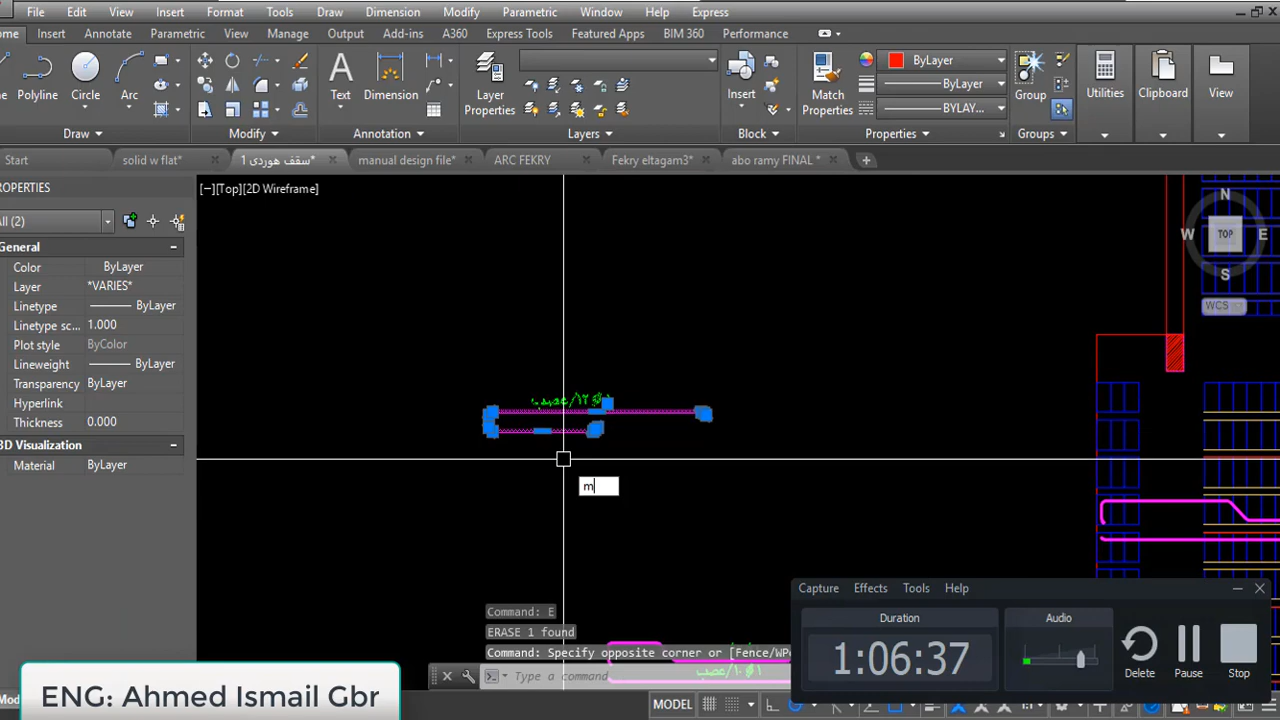 File Edit View Insert Format Tools Draw Dimension Modify Parametric Window Help Express
Insert Annotate Parametric View Manage Output Add-ins A360 Express Tools Featured Apps BIM 360 Performance
Polyline Circle Arc Text Dimension Layer Properties Insert Match Properties ByLayer Group Utilities Clipboard View
ByLayer
BYLAY...
Draw Modify Annotation Layers Block Properties Groups
Start solid w flat* سقف هوردى 1* manual design file* ARC FEKRY Fekry eltagam3* abo ramy FINAL *
PROPERTIES
[−][Top][2D Wireframe]
All (2)
General
Color ByLayer
Layer *VARIES*
Linetype ByLayer
Linetype sc... 1.000
Plot style ByColor
Lineweight ByLayer
Transparency ByLayer
Hyperlink
Thickness 0.000
3D Visualization
Material ByLayer
N
W TOP E
S
WCS
m
Command: E
ERASE 1 found
Command: Specify opposite corner or [Fence/WP
Type a command
Capture Effects Tools Help
Duration
1:06:37
Audio
Delete Pause Stop
ENG: Ahmed Ismail Gbr
MODEL